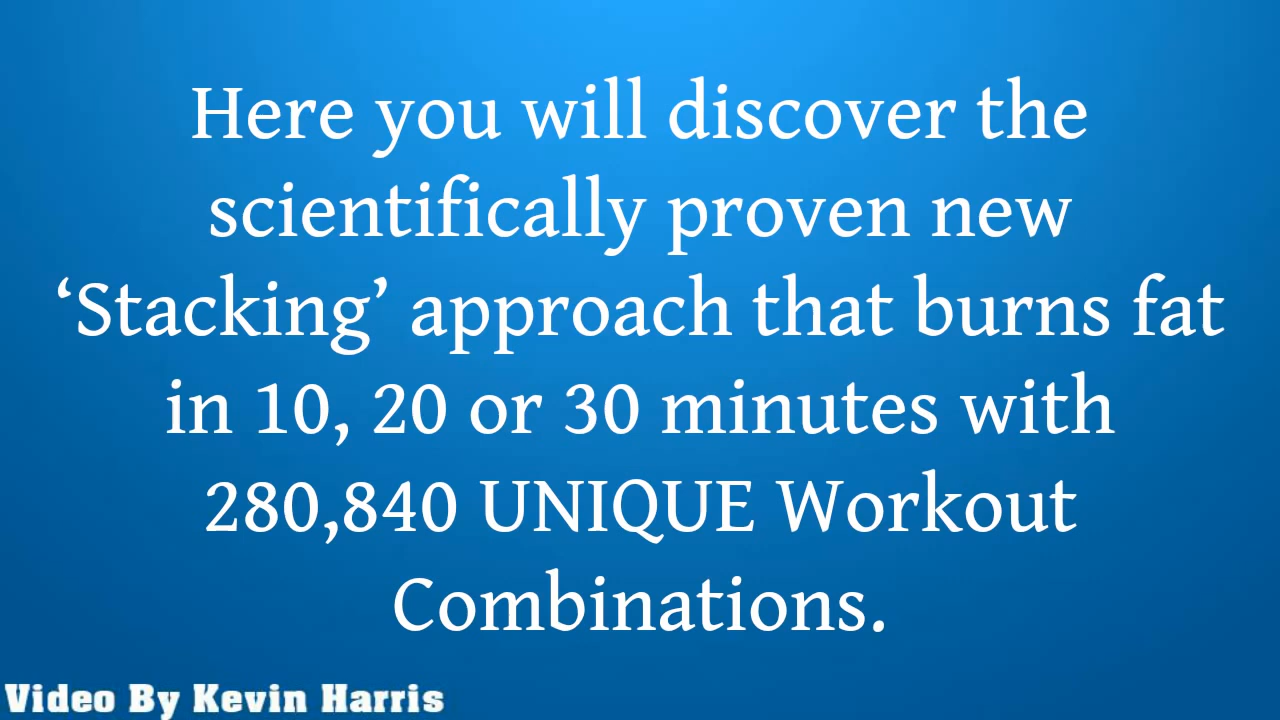 Here you will discover the
scientifically proven new
‘Stacking’ approach that burns fat
in 10, 20 or 30 minutes with
280,840 UNIQUE Workout
Combinations.
Video By Kevin Harris